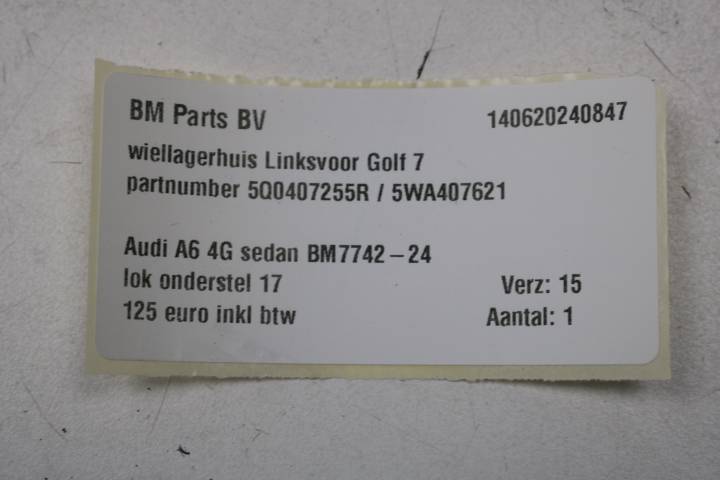 BM Parts BV 140620240847
wiellagerhuis Linksvoor Golf 7
partnumber 5Q0407255R / 5WA407621
Audi A6 4G sedan BM7742-24
lok onderstel 17 Verz: 15
125 euro inkl btw Aantal: 1